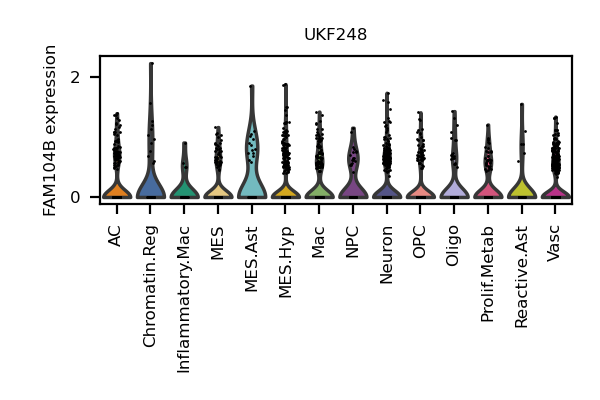 UKF248
FAM104B expression
2
0
AC
Chromatin.Reg
Inflammatory.Mac
MES
MES.Ast
MES.Hyp
Mac
NPC
Neuron
OPC
Oligo
Prolif.Metab
Reactive.Ast
Vasc